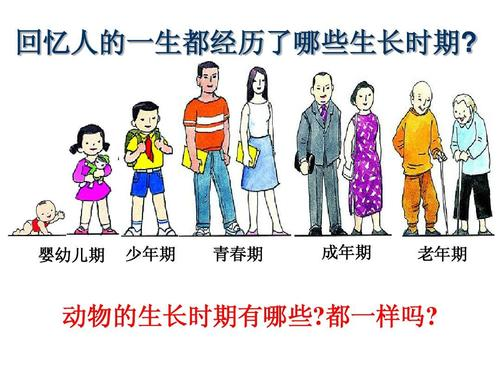 回忆人的一生都经历了哪些生长时期?
婴幼儿期 少年期 青春期 成年期 老年期
动物的生长时期有哪些?都一样吗?